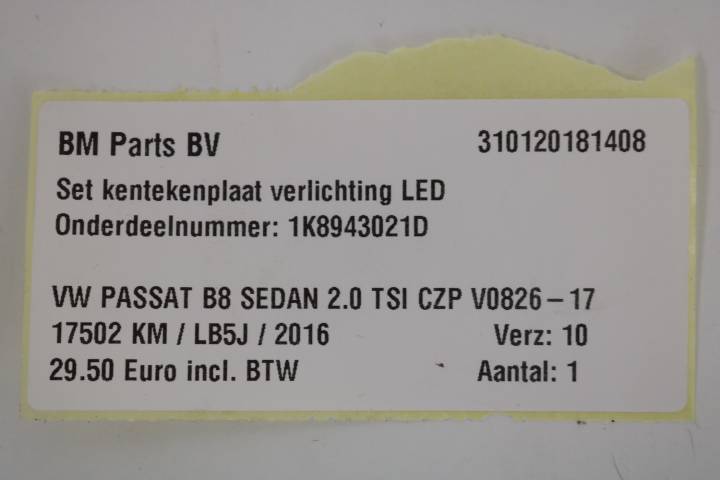 BM Parts BV 310120181408
Set kentekenplaat verlichting LED
Onderdeelnummer: 1K8943021D
VW PASSAT B8 SEDAN 2.0 TSI CZP V0826-17
17502 KM / LB5J / 2016 Verz: 10
29.50 Euro incl. BTW Aantal: 1